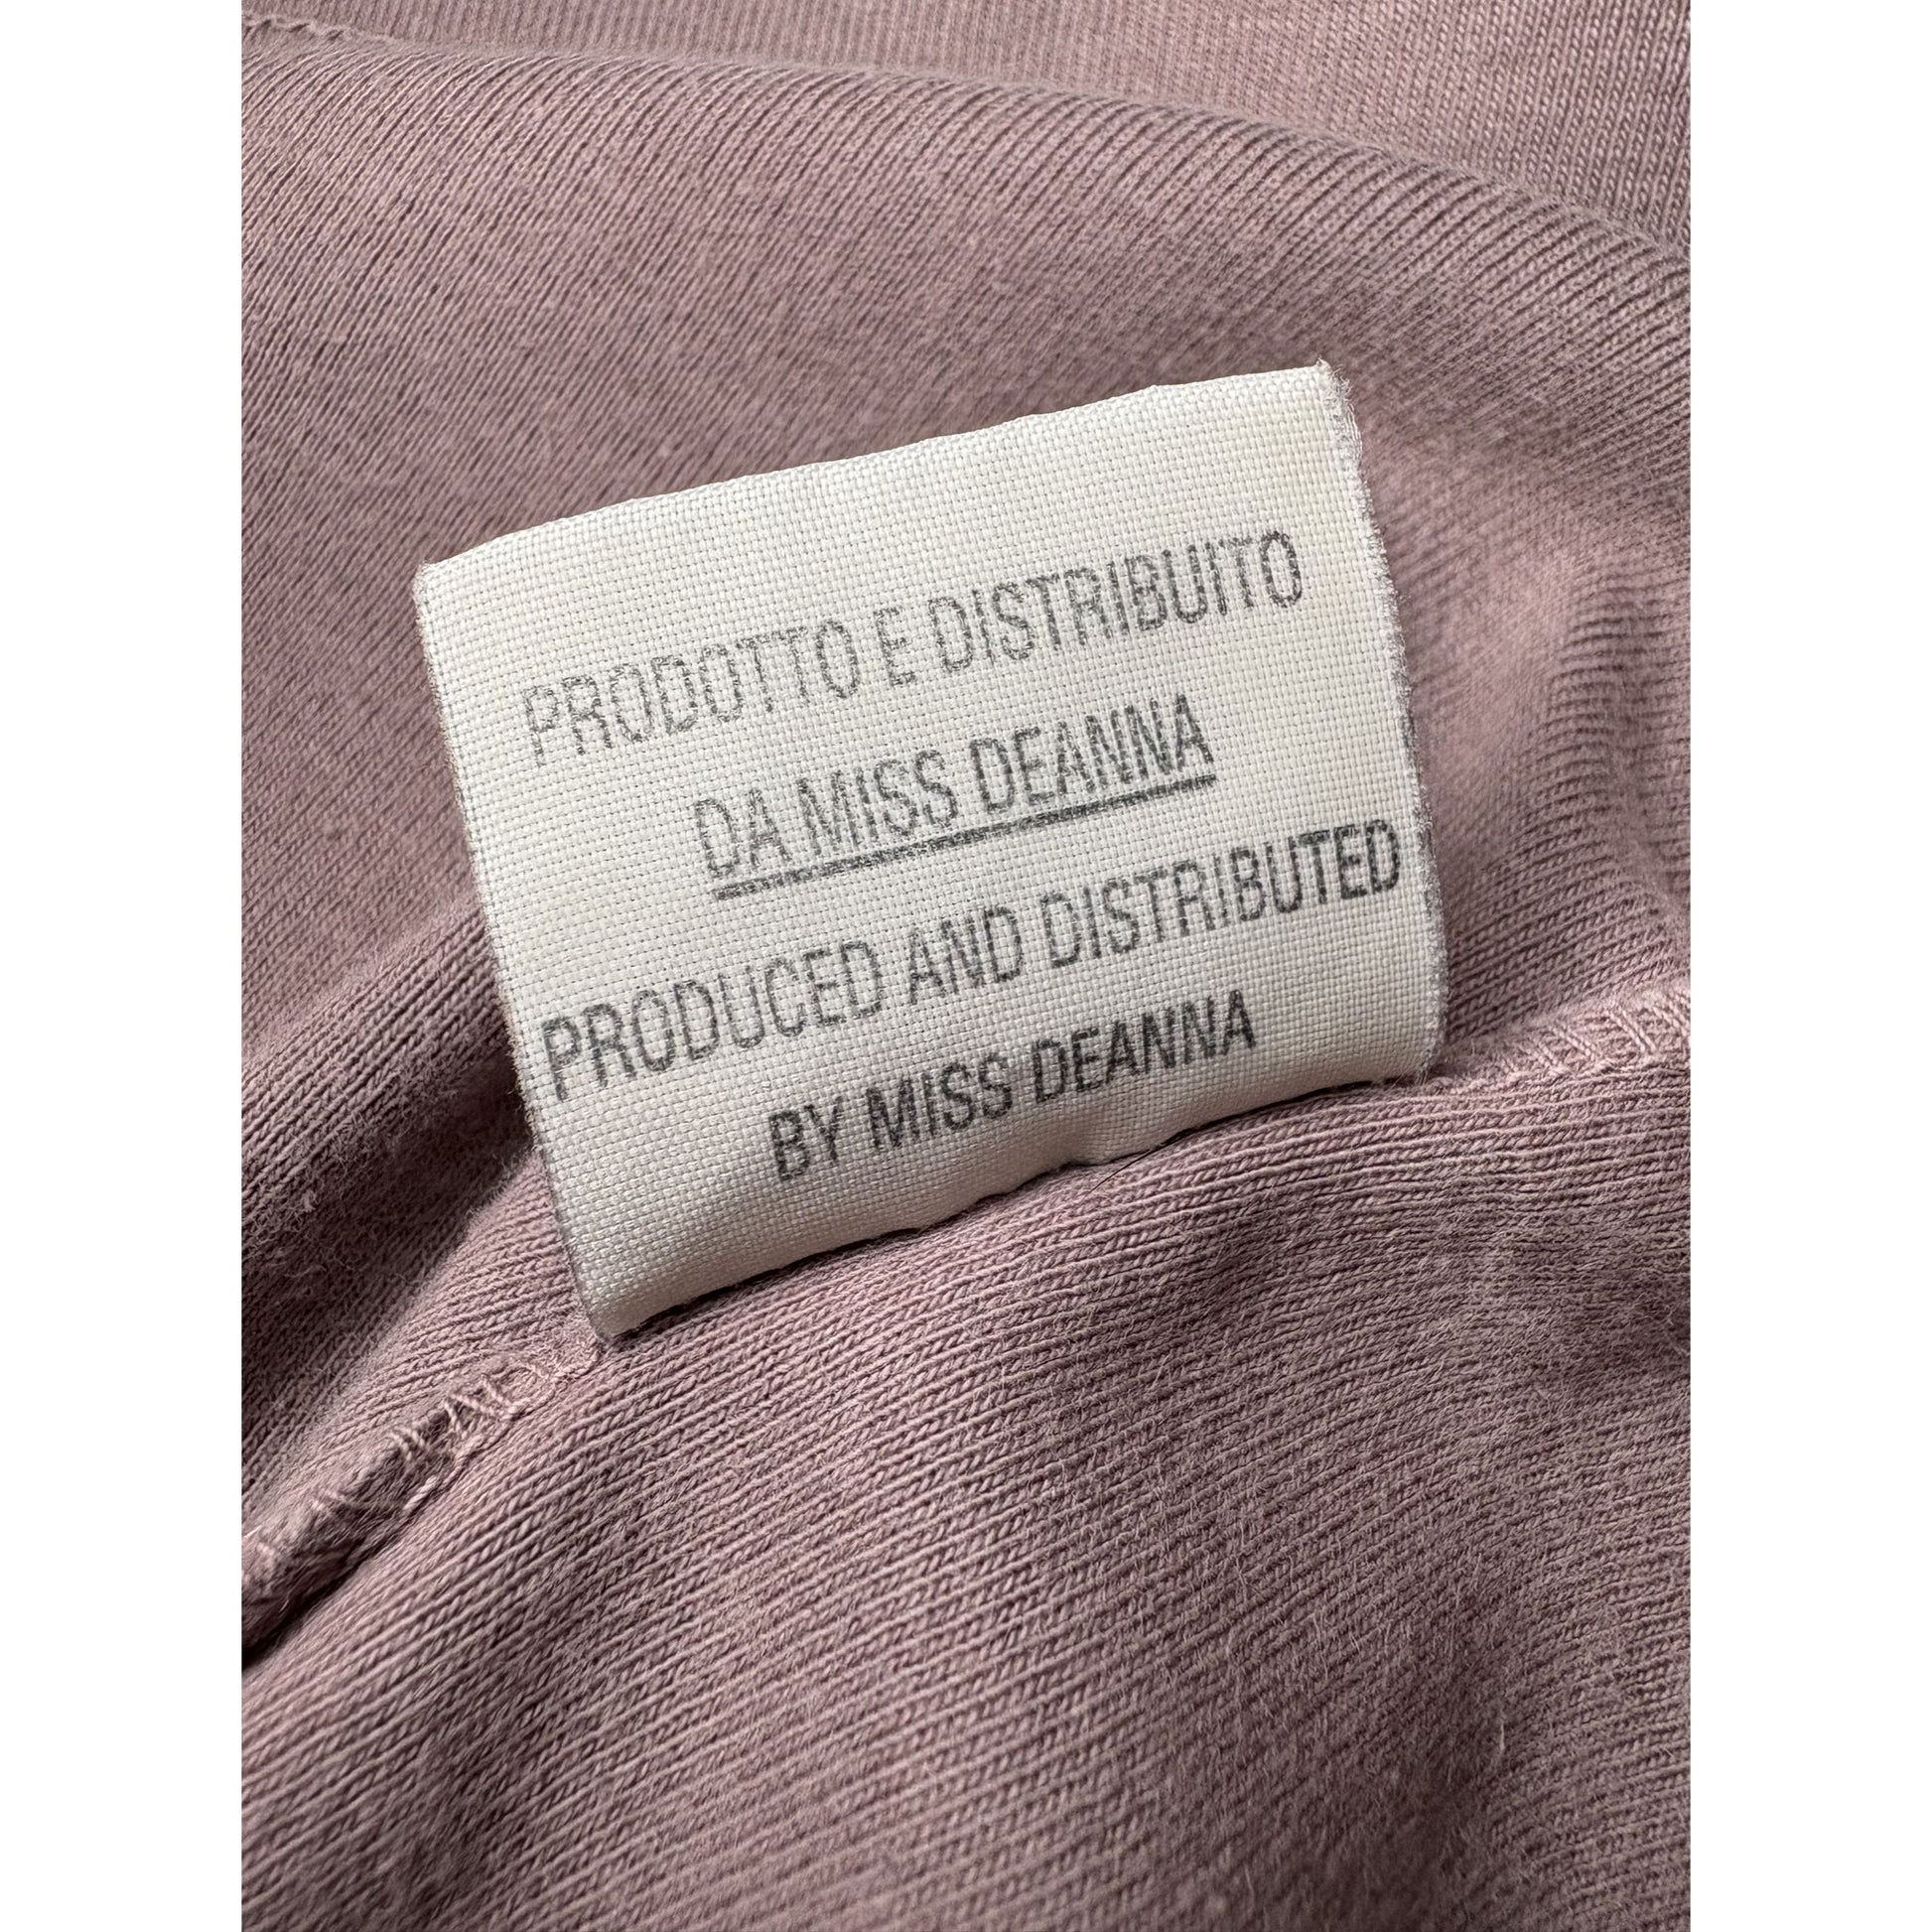 PRODOTTO E DISTRIBUITO
DA MISS DEANNA
PRODUCED AND DISTRIBUTED
BY MISS DEANNA